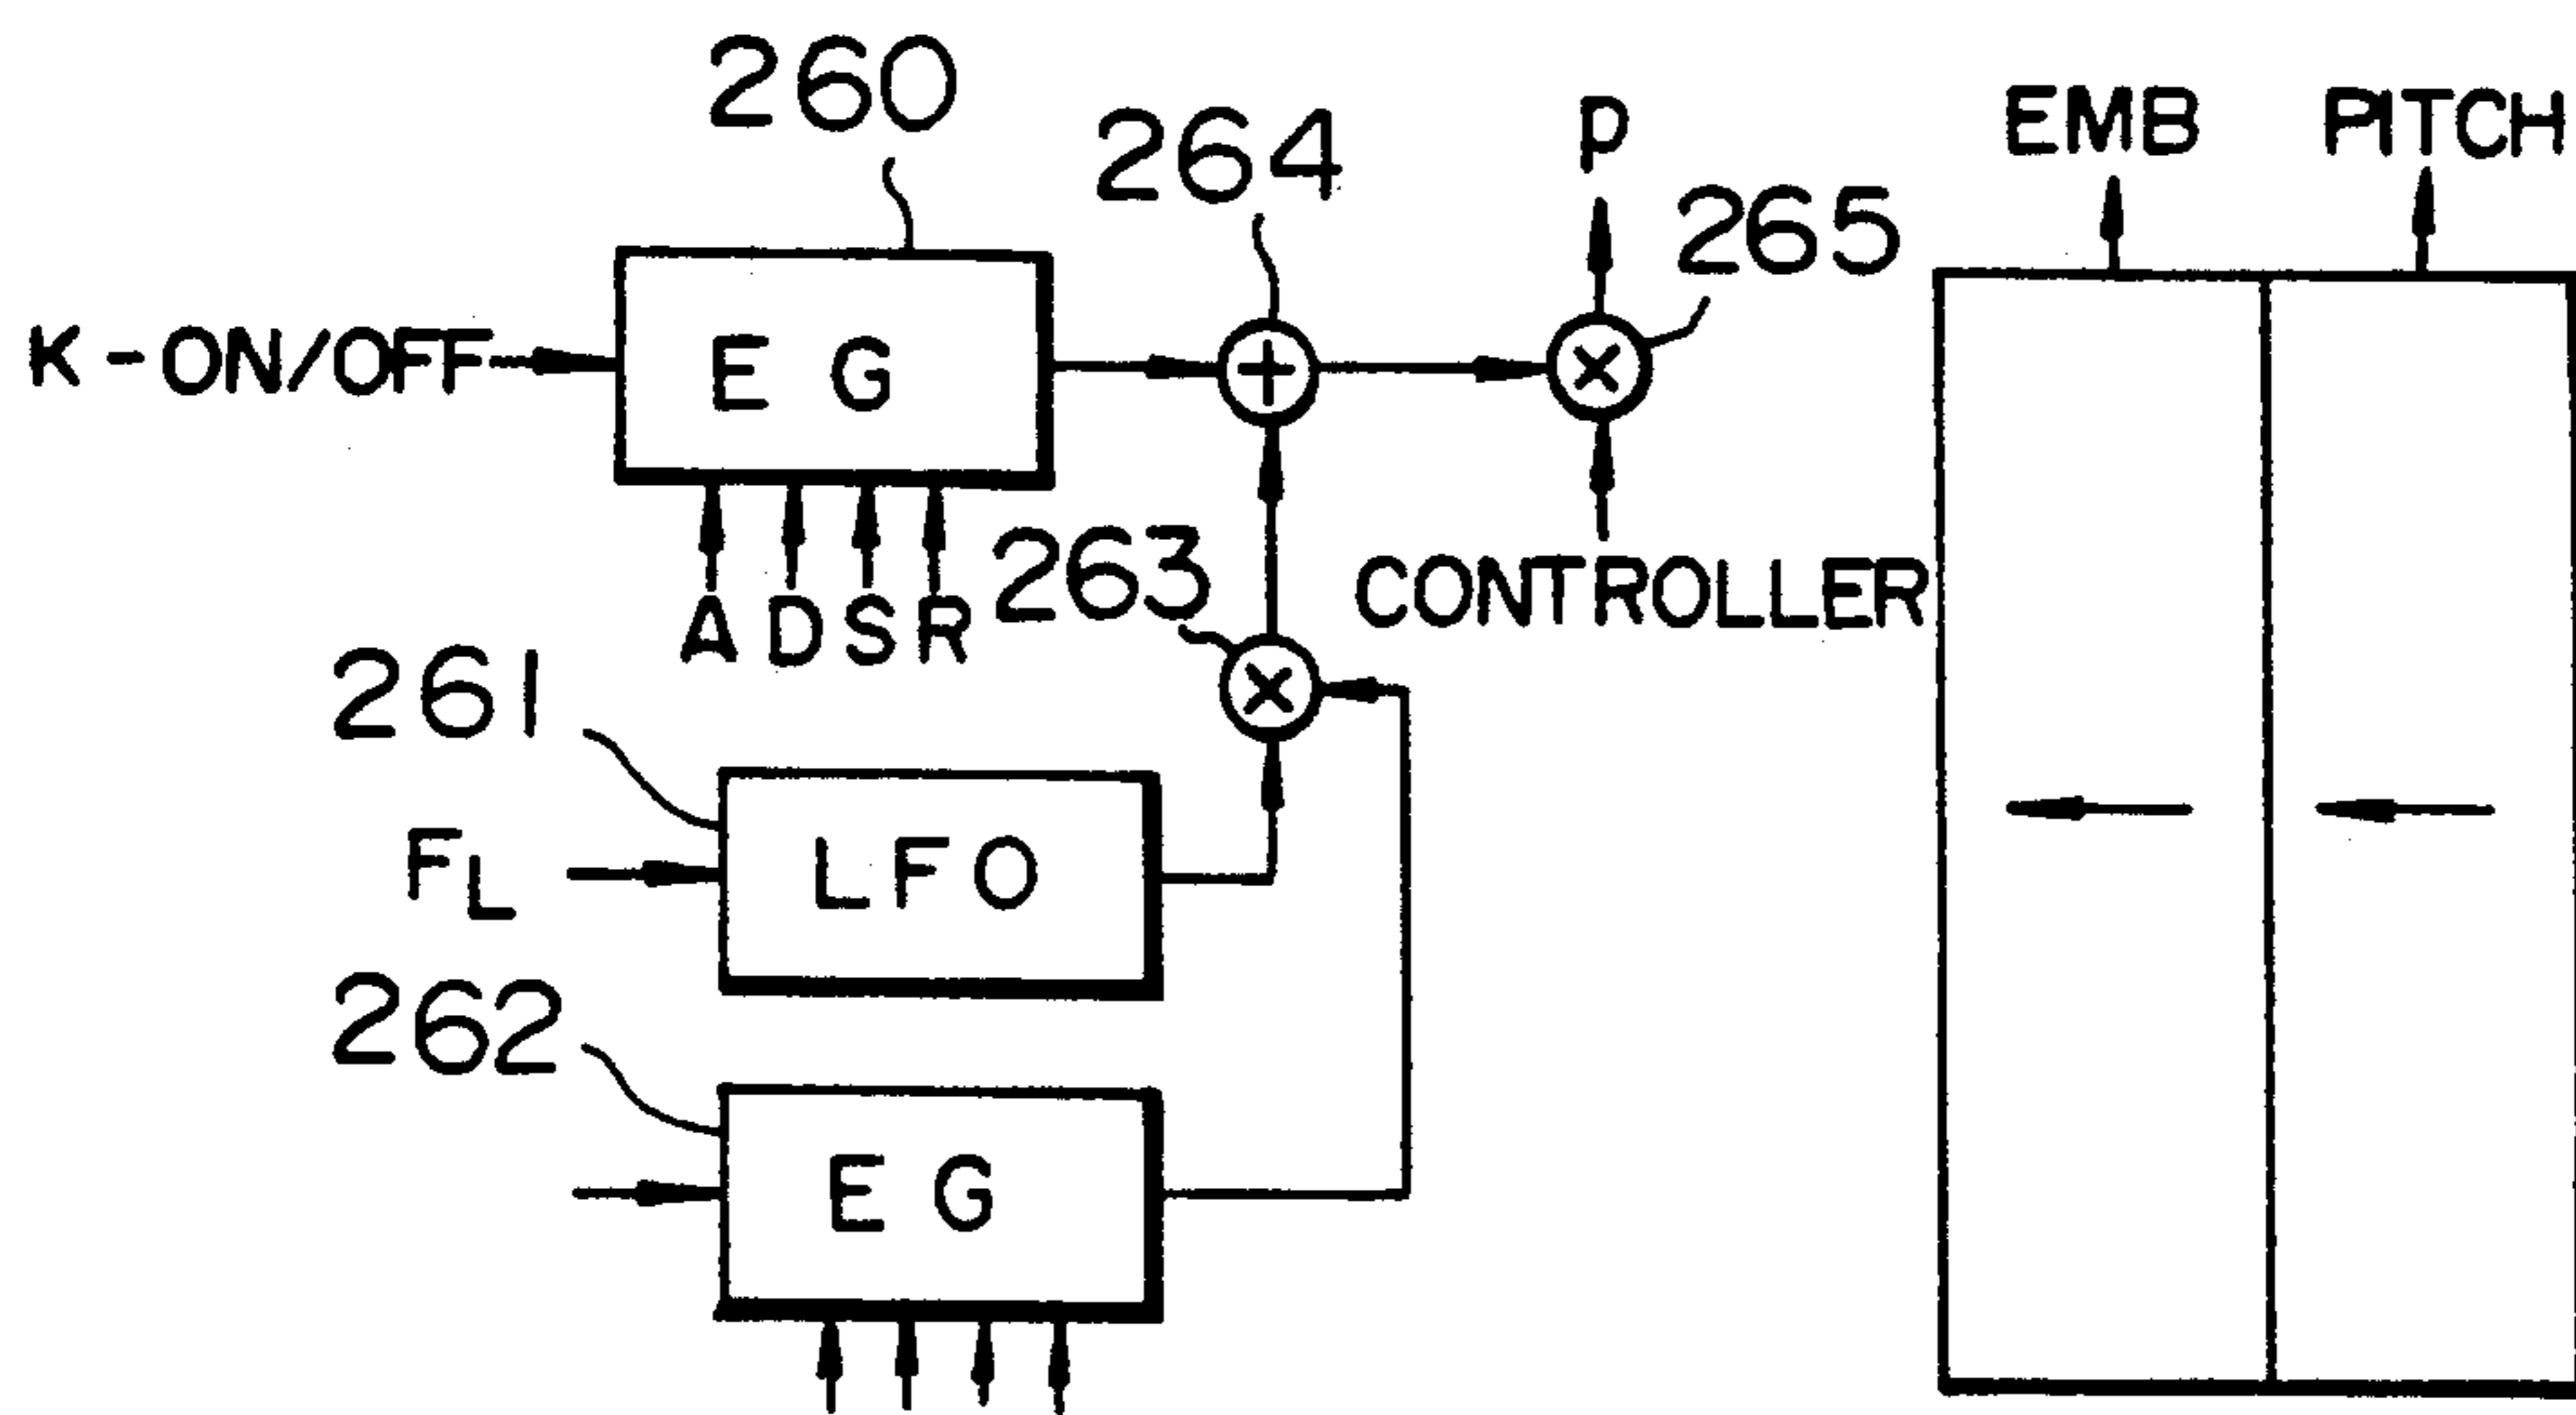 260
264
p
265
EMB
PITCH
K-ON/OFF
E G
+
×
A D S R
263
CONTROLLER
261
×
FL
LFO
262
E G